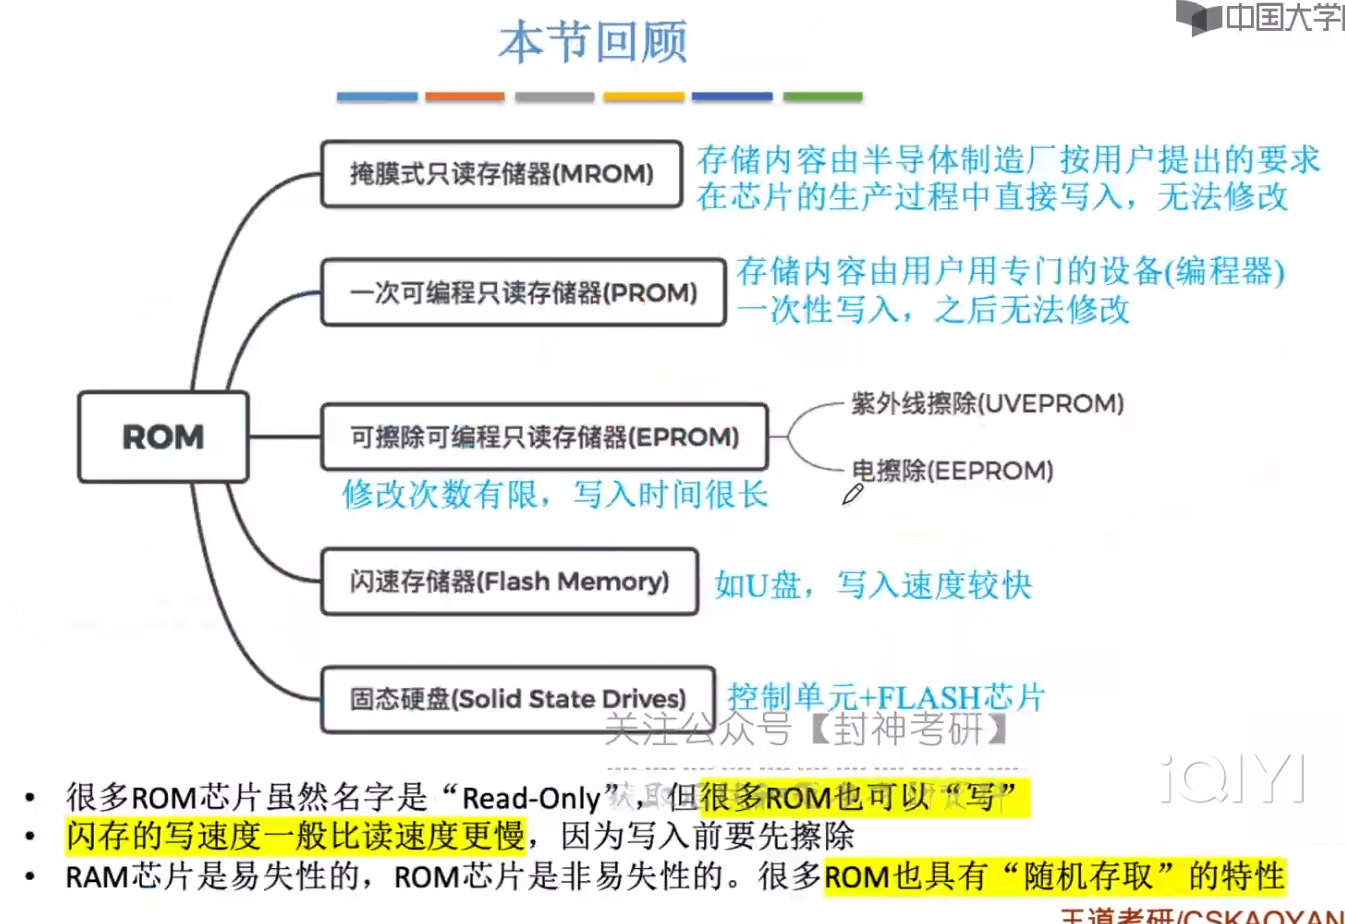 中国大学
本节回顾
掩膜式只读存储器(MROM)
存储内容由半导体制造厂按用户提出的要求
在芯片的生产过程中直接写入，无法修改
一次可编程只读存储器(PROM)
存储内容由用户用专门的设备(编程器)
一次性写入，之后无法修改
ROM
可擦除可编程只读存储器(EPROM)
紫外线擦除(UVEPROM)
电擦除(EEPROM)
修改次数有限，写入时间很长
闪速存储器(Flash Memory)
如U盘，写入速度较快
固态硬盘(Solid State Drives)
控制单元+FLASH芯片
关注公众号【封神考研】
iQIYI
• 很多ROM芯片虽然名字是“Read-Only”，但很多ROM也可以“写”
• 闪存的写速度一般比读速度更慢，因为写入前要先擦除
• RAM芯片是易失性的，ROM芯片是非易失性的。很多ROM也具有“随机存取”的特性
王道考研/CSKAOYAN